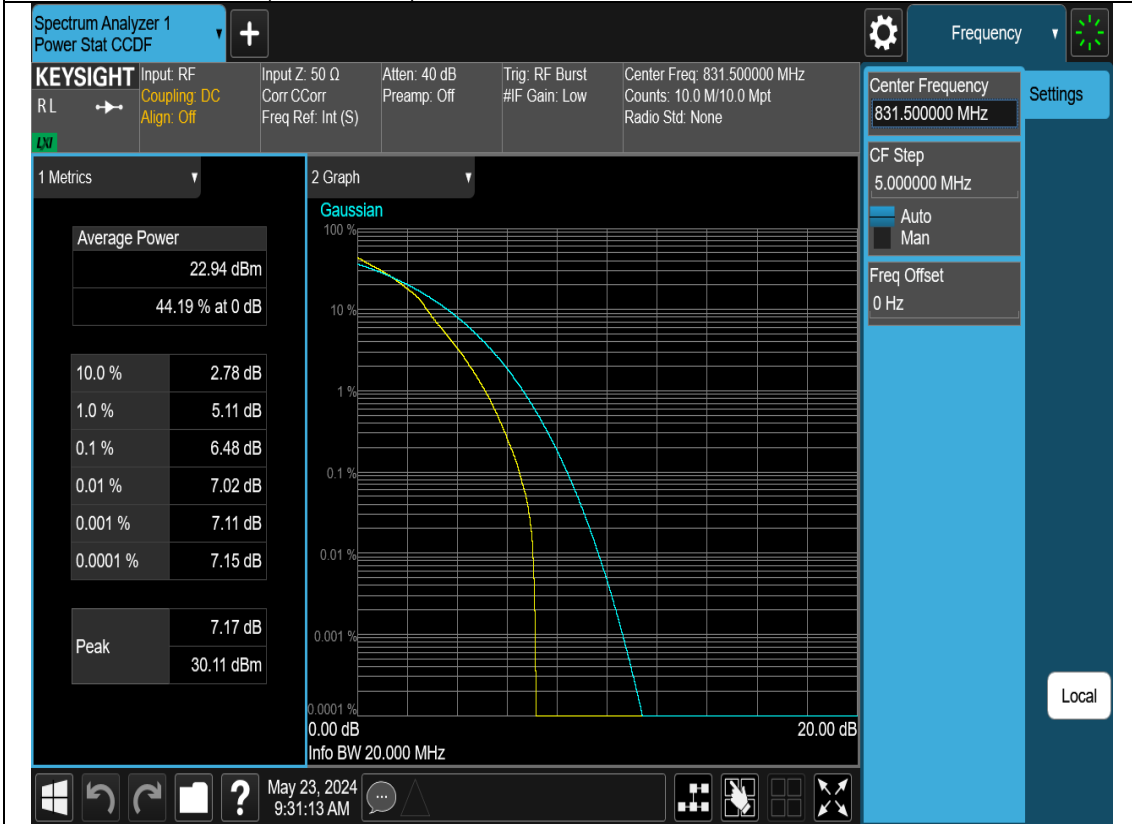 Spectrum Analyzer 1
Power Stat CCDF
+
Frequency
KEYSIGHT
RL
LXI
Input: RF
Coupling: DC
Align: Off
Input Z: 50 Ω
Corr CCorr
Freq Ref: Int (S)
Atten: 40 dB
Preamp: Off
Trig: RF Burst
#IF Gain: Low
Center Freq: 831.500000 MHz
Counts: 10.0 M/10.0 Mpt
Radio Std: None
Center Frequency
831.500000 MHz
Settings
CF Step
5.000000 MHz
Auto
Man
Freq Offset
0 Hz
Local
1 Metrics
Average Power
22.94 dBm
44.19 % at 0 dB
10.0 % 2.78 dB
1.0 % 5.11 dB
0.1 % 6.48 dB
0.01 % 7.02 dB
0.001 % 7.11 dB
0.0001 % 7.15 dB
Peak
7.17 dB
30.11 dBm
2 Graph
Gaussian
100 %
10 %
1 %
0.1 %
0.01 %
0.001 %
0.0001 %
0.00 dB 20.00 dB
Info BW 20.000 MHz
?
May 23, 2024
9:31:13 AM